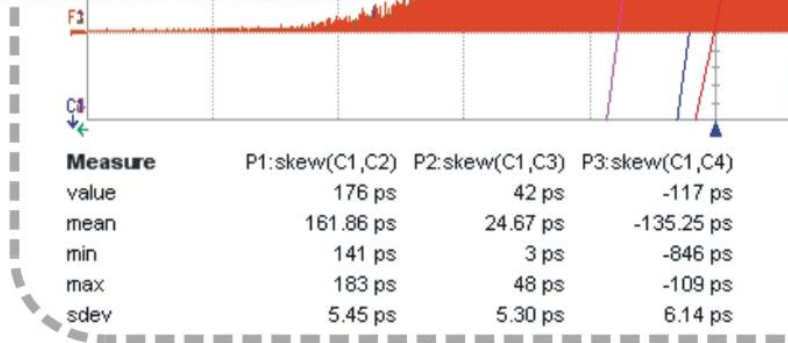 F1
C1
Measure P1:skew(C1,C2) P2:skew(C1,C3) P3:skew(C1,C4)
value 176 ps 42 ps -117 ps
mean 161.86 ps 24.67 ps -135.25 ps
min 141 ps 3 ps -846 ps
max 183 ps 48 ps -109 ps
sdev 5.45 ps 5.30 ps 6.14 ps